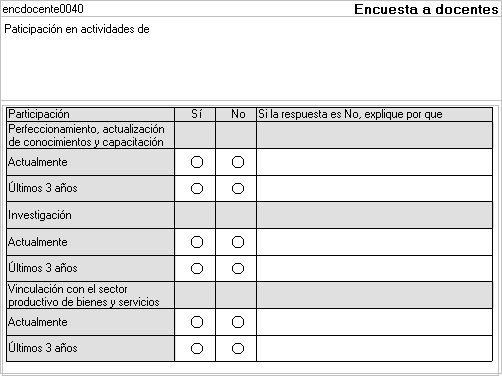 encdocente0040 Encuesta a docentes
Paticipación en actividades de
Participación Sí No Si la respuesta es No, explique por que
Perfeccionamiento, actualización
de conocimientos y capacitación
Actualmente
Últimos 3 años
Investigación
Actualmente
Últimos 3 años
Vinculación con el sector
productivo de bienes y servicios
Actualmente
Últimos 3 años